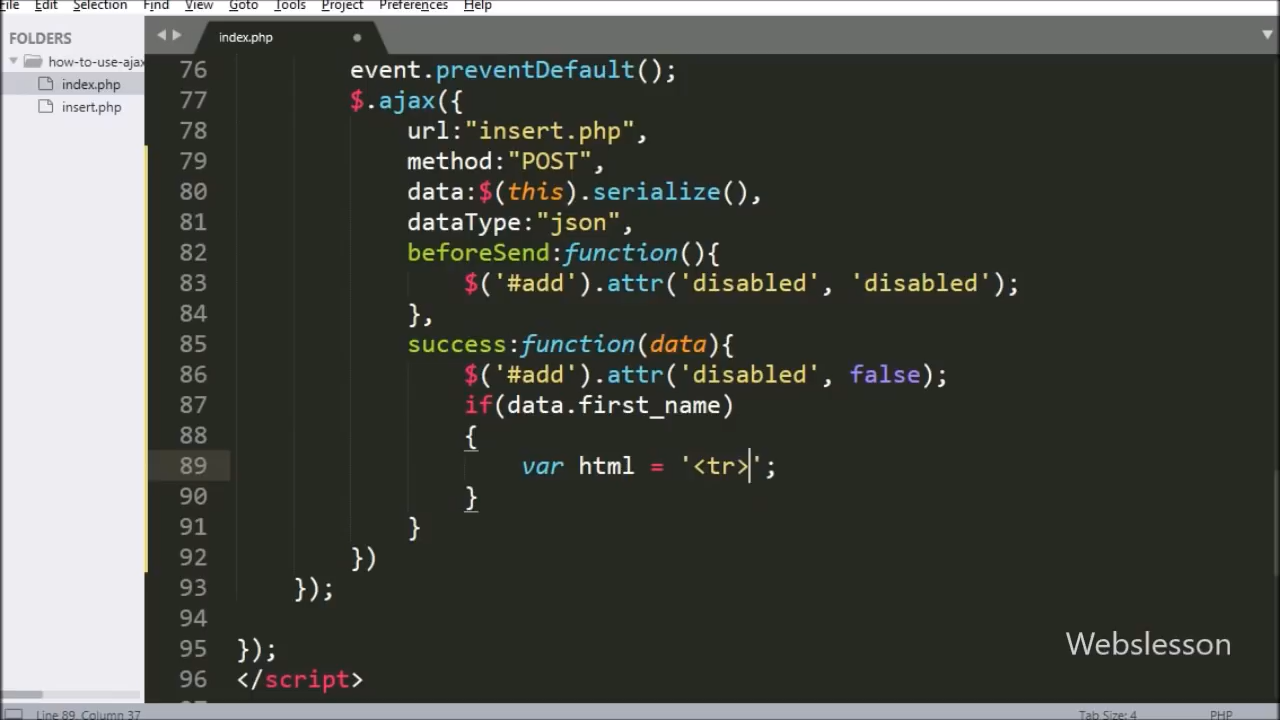 File Edit Selection Find View Goto Tools Project Preferences Help
FOLDERS
how-to-use-ajax
index.php
insert.php
index.php
76 event.preventDefault();
77 $.ajax({
78 url:"insert.php",
79 method:"POST",
80 data:$(this).serialize(),
81 dataType:"json",
82 beforeSend:function(){
83 $('#add').attr('disabled', 'disabled');
84 },
85 success:function(data){
86 $('#add').attr('disabled', false);
87 if(data.first_name)
88 {
89 var html = '<tr>';
90 }
91 }
92 })
93 });
94
95 });
96 </script>
Webslesson
Line 89, Column 37
Tab Size: 4
PHP